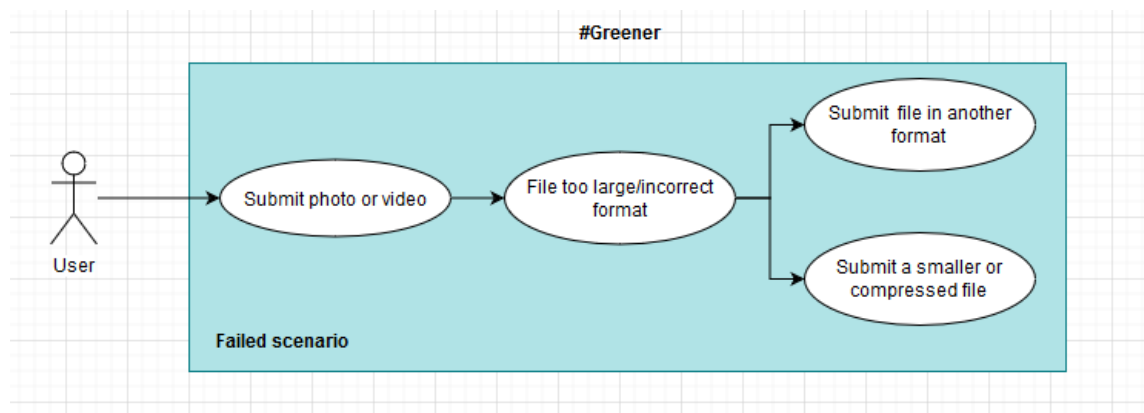 #Greener
User
Submit photo or video
File too large/incorrect
format
Submit file in another
format
Submit a smaller or
compressed file
Failed scenario